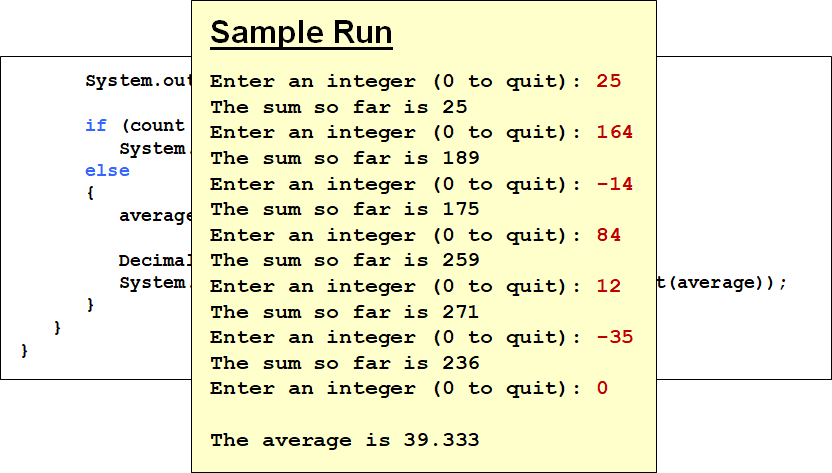 Sample Run
Enter an integer (0 to quit): 25
The sum so far is 25
Enter an integer (0 to quit): 164
The sum so far is 189
Enter an integer (0 to quit): -14
The sum so far is 175
Enter an integer (0 to quit): 84
The sum so far is 259
Enter an integer (0 to quit): 12
The sum so far is 271
Enter an integer (0 to quit): -35
The sum so far is 236
Enter an integer (0 to quit): 0
The average is 39.333
System.out
if (count
System.
else
{
average
Decimal
System. t(average));
}
}
}